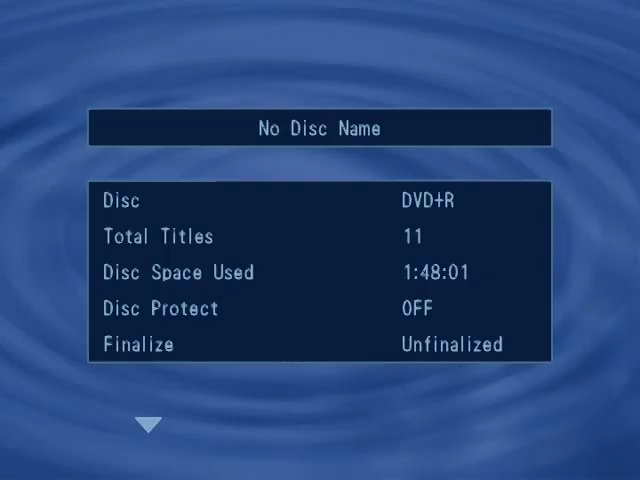 No Disc Name
Disc DVD+R
Total Titles 11
Disc Space Used 1:48:01
Disc Protect OFF
Finalize Unfinalized